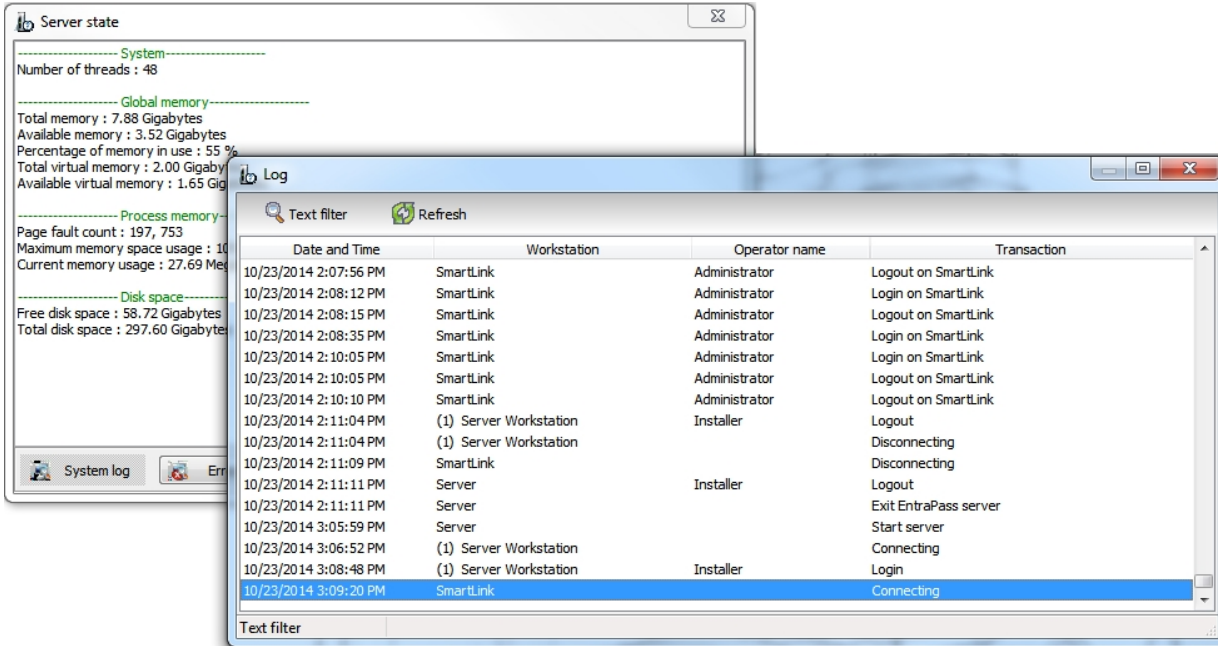 Server state
-------------------- System--------------------
Number of threads : 48
-------------------- Global memory--------------------
Total memory : 7.88 Gigabytes
Available memory : 3.52 Gigabytes
Percentage of memory in use : 55 %
Total virtual memory : 2.00
Available virtual memory : 1.65
-------------------- Process memory
Page fault count : 197, 753
Maximum memory space usage :
Current memory usage : 27.69
-------------------- Disk space
Free disk space : 58.72 Gigabytes
Total disk space : 297.60
System log
Log
Text filter Refresh
Date and Time Workstation Operator name Transaction
10/23/2014 2:07:56 PM SmartLink Administrator Logout on SmartLink
10/23/2014 2:08:12 PM SmartLink Administrator Login on SmartLink
10/23/2014 2:08:15 PM SmartLink Administrator Logout on SmartLink
10/23/2014 2:08:35 PM SmartLink Administrator Login on SmartLink
10/23/2014 2:10:05 PM SmartLink Administrator Login on SmartLink
10/23/2014 2:10:05 PM SmartLink Administrator Logout on SmartLink
10/23/2014 2:10:10 PM SmartLink Administrator Logout on SmartLink
10/23/2014 2:11:04 PM (1) Server Workstation Installer Logout
10/23/2014 2:11:04 PM (1) Server Workstation Disconnecting
10/23/2014 2:11:09 PM SmartLink Disconnecting
10/23/2014 2:11:11 PM Server Installer Logout
10/23/2014 2:11:11 PM Server Exit EntraPass server
10/23/2014 3:05:59 PM Server Start server
10/23/2014 3:06:52 PM (1) Server Workstation Connecting
10/23/2014 3:08:48 PM (1) Server Workstation Installer Login
10/23/2014 3:09:20 PM SmartLink Connecting
Text filter